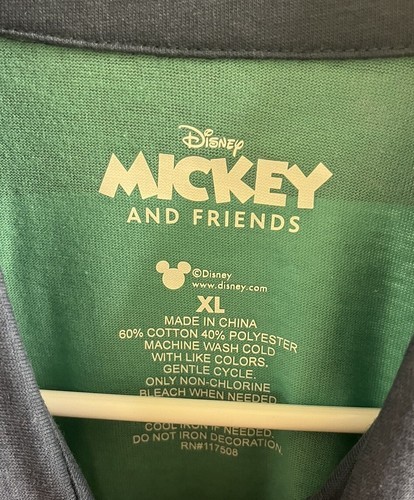 Disney
MICKEY
AND FRIENDS
©Disney
www.disney.com
XL
MADE IN CHINA
60% COTTON 40% POLYESTER
MACHINE WASH COLD
WITH LIKE COLORS.
GENTLE CYCLE.
ONLY NON-CHLORINE
BLEACH WHEN NEEDED.
COOL IRON IF NEEDED.
DO NOT IRON DECORATION.
RN#117508